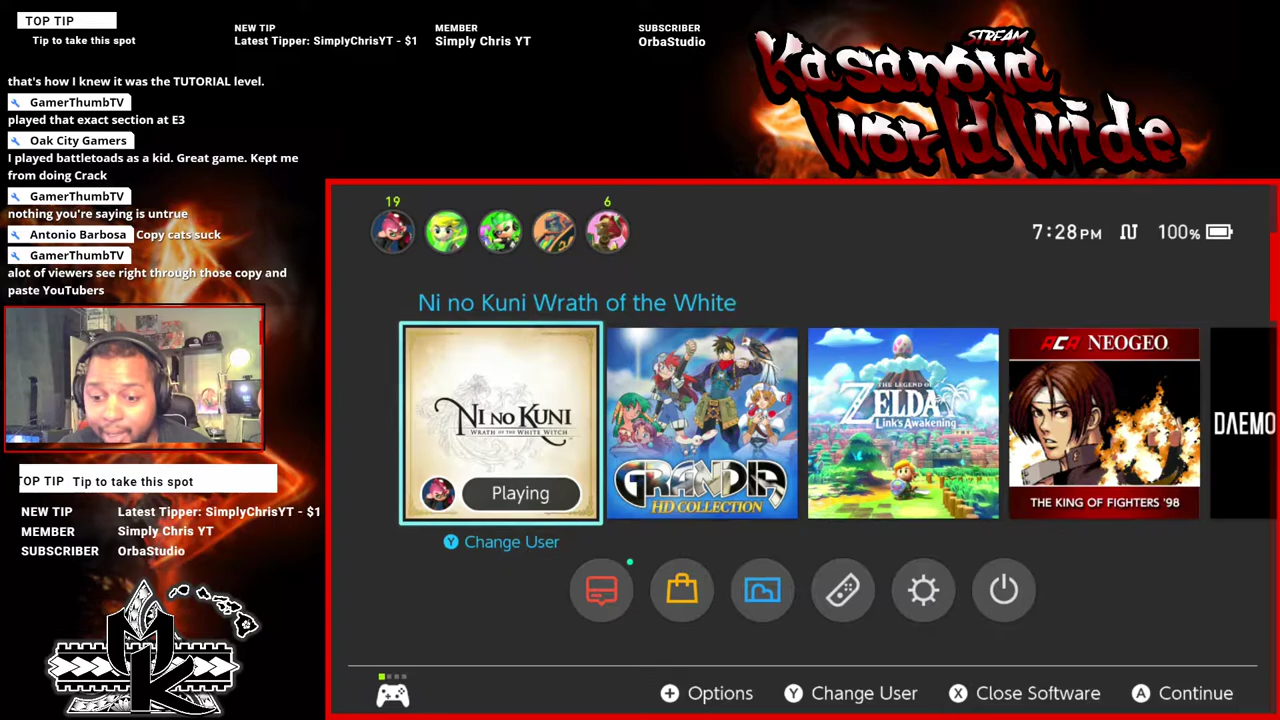 TOP TIP
Tip to take this spot
NEW TIP
Latest Tipper: SimplyChrisYT - $1
MEMBER
Simply Chris YT
SUBSCRIBER
OrbaStudio
STREAM
Kasanova
World Wide
that's how I knew it was the TUTORIAL level.
GamerThumbTV
played that exact section at E3
Oak City Gamers
I played battletoads as a kid. Great game. Kept me
from doing Crack
GamerThumbTV
nothing you're saying is untrue
Antonio Barbosa Copy cats suck
GamerThumbTV
alot of viewers see right through those copy and
paste YouTubers
TOP TIP Tip to take this spot
NEW TIP Latest Tipper: SimplyChrisYT - $1
MEMBER Simply Chris YT
SUBSCRIBER OrbaStudio
19
6
7:28 PM
100%
Ni no Kuni Wrath of the White
NI NO KUNI
WRATH OF THE WHITE WITCH
Playing
GRANDIA
HD COLLECTION
THE LEGEND OF
ZELDA
Link's Awakening
ACA NEOGEO
THE KING OF FIGHTERS '98
DAEMO
Y Change User
+ Options
Y Change User
X Close Software
A Continue